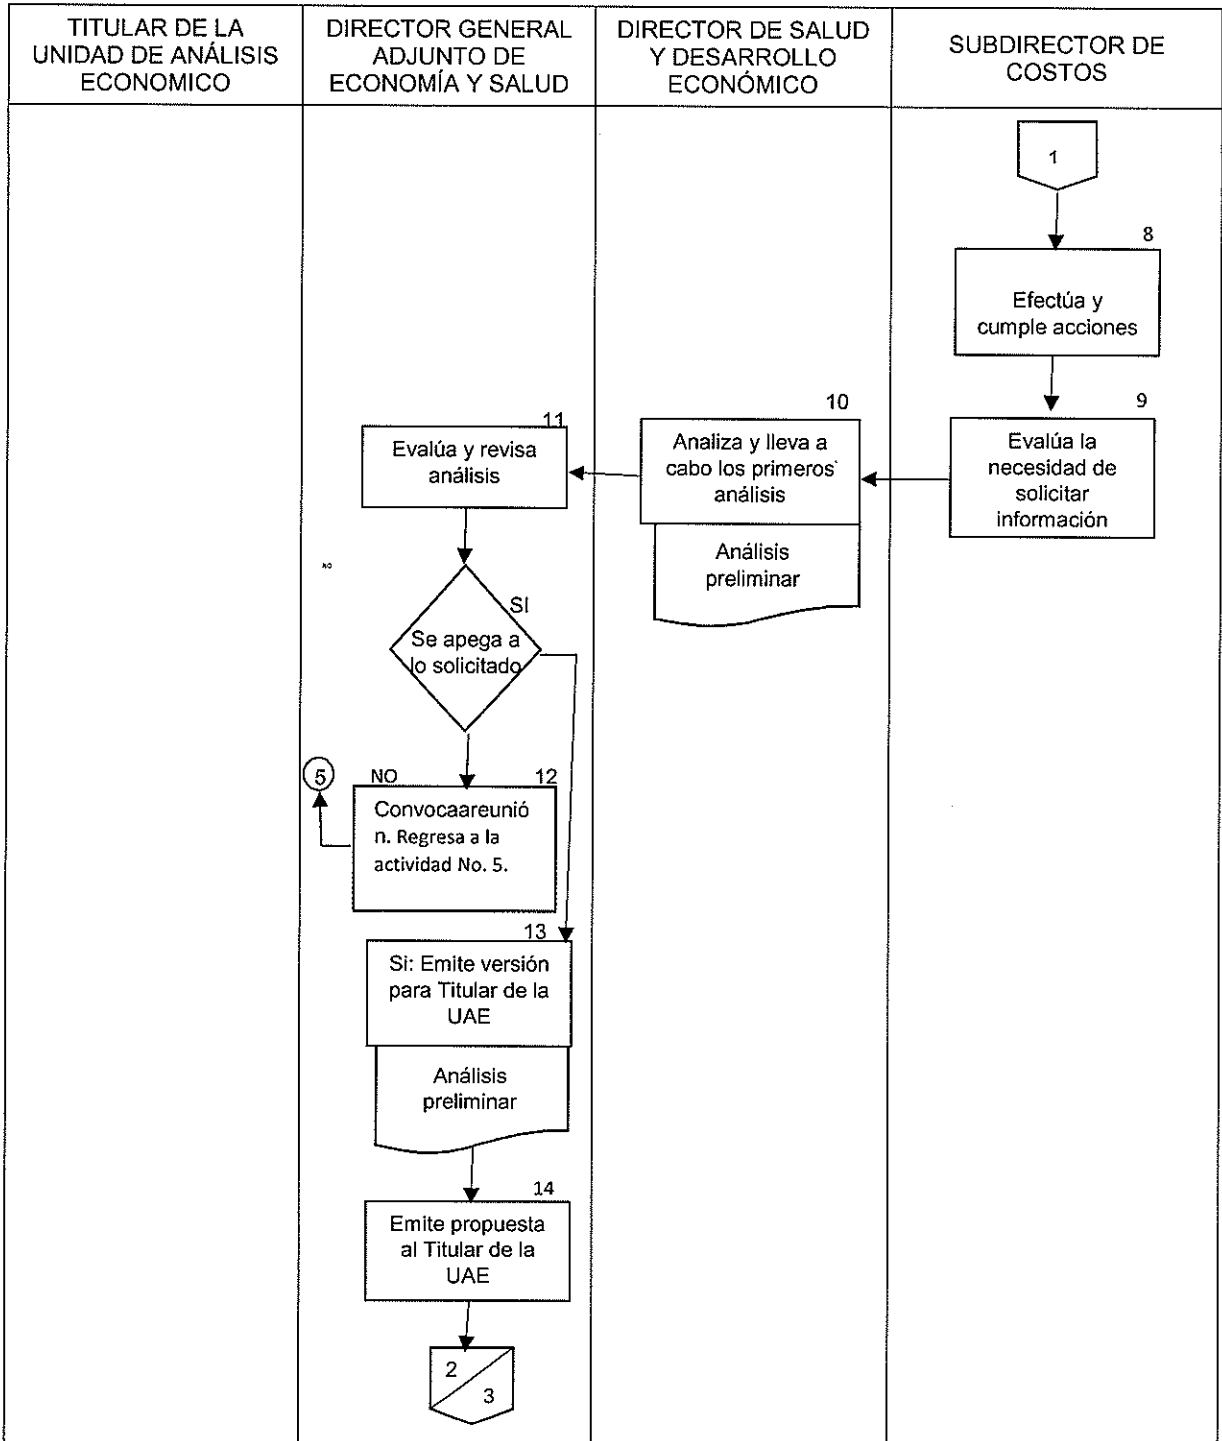 TITULAR DE LA
UNIDAD DE ANÁLISIS
ECONOMICO
DIRECTOR GENERAL
ADJUNTO DE
ECONOMÍA Y SALUD
DIRECTOR DE SALUD
Y DESARROLLO
ECONÓMICO
SUBDIRECTOR DE
COSTOS
1
8
Efectúa y
cumple acciones
9
Evalúa la
necesidad de
solicitar
información
10
Analiza y lleva a
cabo los primeros
análisis
Análisis
preliminar
11
Evalúa y revisa
análisis
NO
SI
Se apega a
lo solicitado
5
NO
12
Convocaareunió
n. Regresa a la
actividad No. 5.
13
Si: Emite versión
para Titular de la
UAE
Análisis
preliminar
14
Emite propuesta
al Titular de la
UAE
2
3